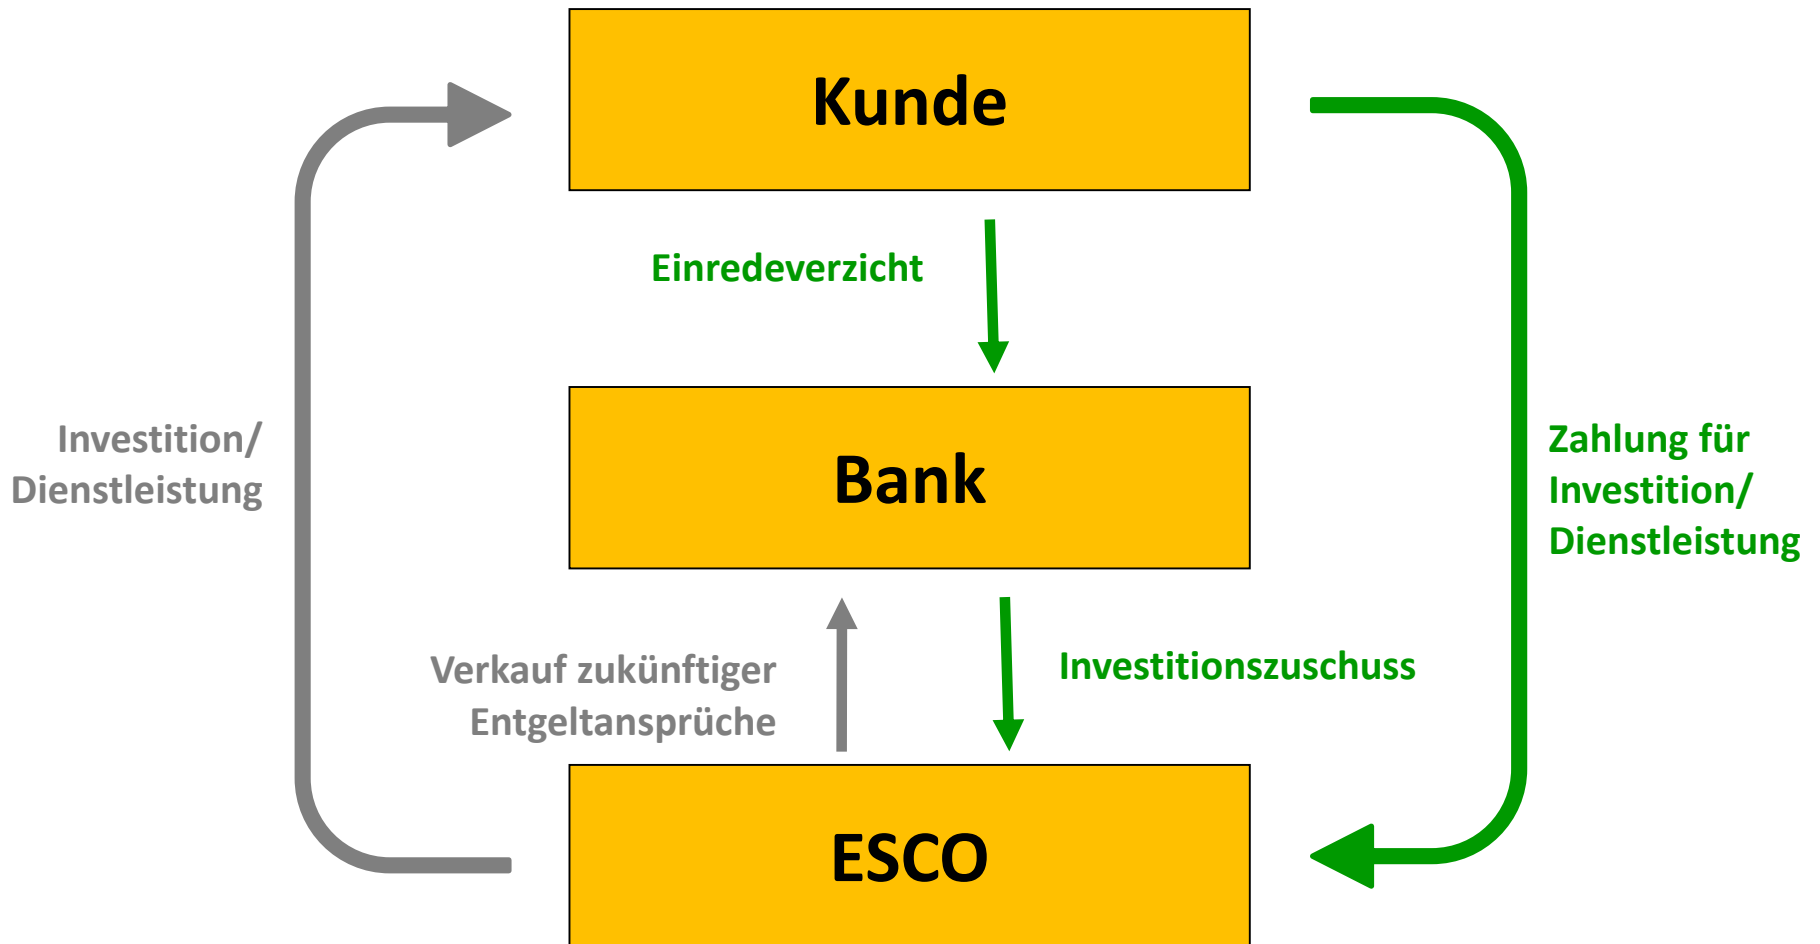 Kunde
Einredeverzicht
Investition/
Dienstleistung
Bank
Zahlung für
Investition/
Dienstleistung
Verkauf zukünftiger
Entgeltansprüche
Investitionszuschuss
ESCO